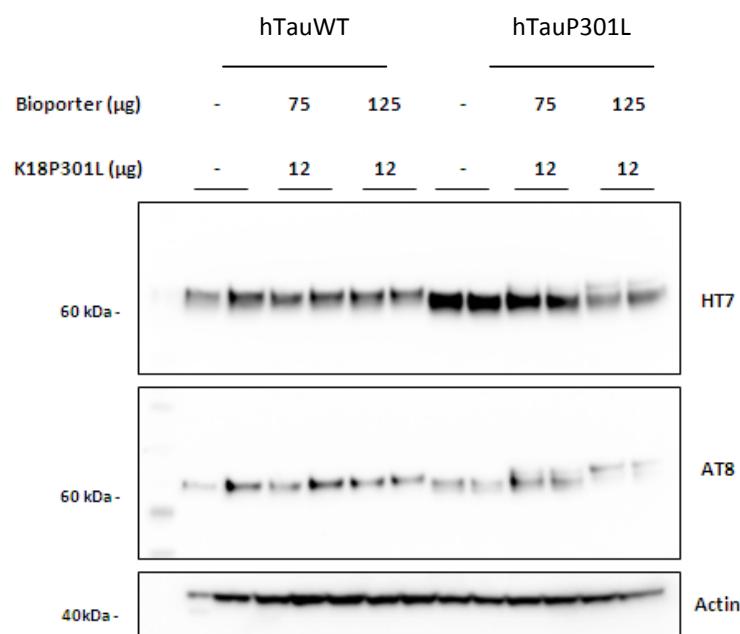 hTauWT hTauP301L
Bioporter (µg) - 75 125 - 75 125
K18P301L (µg) - 12 12 - 12 12
60 kDa - HT7
60 kDa - AT8
40kDa - Actin